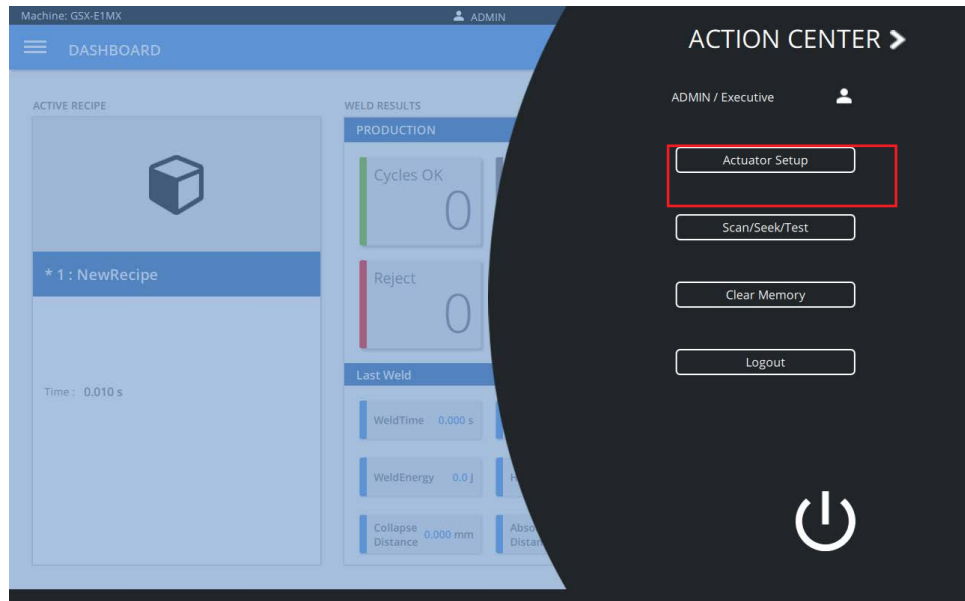 Machine: GSX-E1MX
ADMIN
DASHBOARD
ACTIVE RECIPE
* 1 : NewRecipe
Time : 0.010 s
WELD RESULTS
PRODUCTION
Cycles OK
0
Reject
0
Last Weld
WeldTime 0.000 s
WeldEnergy 0.0 J
Collapse
Distance 0.000 mm
ACTION CENTER
ADMIN / Executive
Actuator Setup
Scan/Seek/Test
Clear Memory
Logout